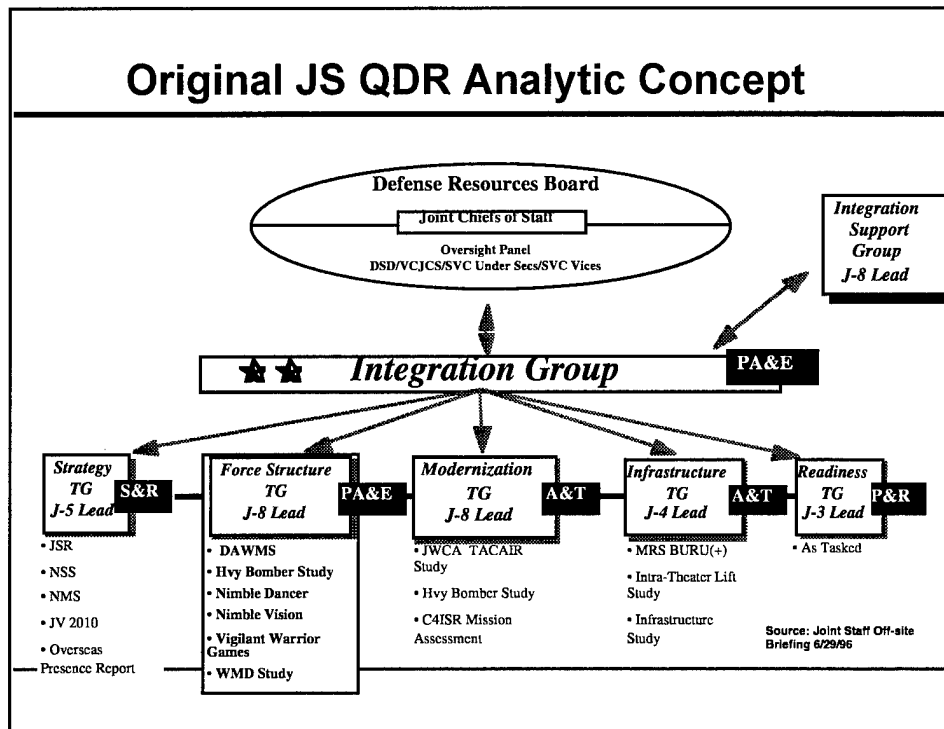 Original JS QDR Analytic Concept
Defense Resources Board
Joint Chiefs of Staff
Oversight Panel
DSD/VCJCS/SVC Under Secs/SVC Vices
Integration
Support
Group
J-8 Lead
Integration Group
PA&E
Strategy
TG
J-5 Lead
S&R
• JSR
• NSS
• NMS
• JV 2010
• Overseas
Presence Report
Force Structure
TG
J-8 Lead
PA&E
• DAWMS
• Hvy Bomber Study
• Nimble Dancer
• Nimble Vision
• Vigilant Warrior
Games
• WMD Study
Modernization
TG
J-8 Lead
A&T
• JWCA TACAIR
Study
• Hvy Bomber Study
• C4ISR Mission
Assessment
Infrastructure
TG
J-4 Lead
A&T
• MRS BURU(+)
• Intra-Theater Lift
Study
• Infrastructure
Study
Readiness
TG
J-3 Lead
P&R
• As Tasked
Source: Joint Staff Off-site
Briefing 6/29/96